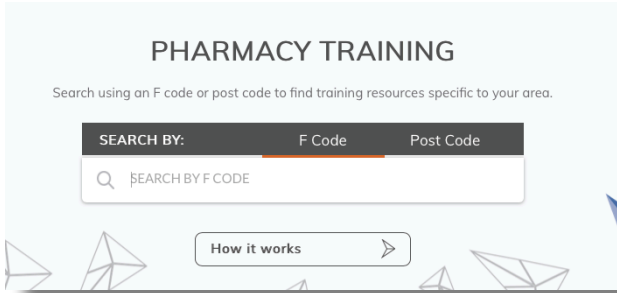 PHARMACY TRAINING
Search using an F code or post code to find training resources specific to your area.
SEARCH BY: F Code Post Code
SEARCH BY F CODE
How it works